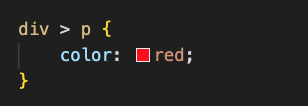 div > p {
    color: red;
}